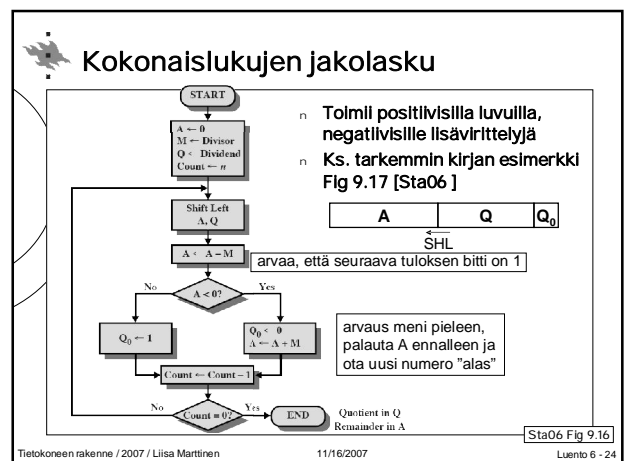 Kokonaislukujen jakolasku
START
A ← 0
M ← Divisor
Q ← Dividend
Count ← n
Shift Left
A, Q
A ← A – M
No
A < 0?
Yes
Q₀ ← 1
Q₀ ← 0
A ← A + M
Count ← Count – 1
No
Count = 0?
Yes
END
Quotient in Q
Remainder in A
n Toimii positiivisilla luvuilla,
negatiivisille lisävirittelyjä
n Ks. tarkemmin kirjan esimerkki
Fig 9.17 [Sta06 ]
A Q Q₀
SHL
arvaa, että seuraava tuloksen bitti on 1
arvaus meni pieleen,
palauta A ennalleen ja
ota uusi numero "alas"
Sta06 Fig 9.16
Tietokoneen rakenne / 2007 / Liisa Marttinen 11/16/2007 Luento 6 - 24